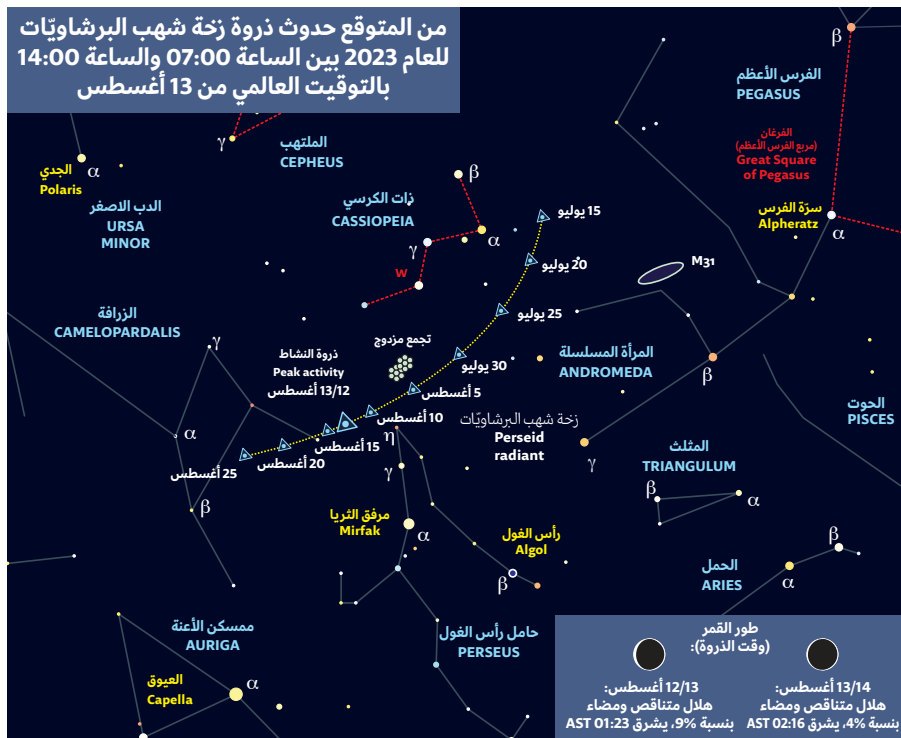 من المتوقع حدوث ذروة زخة شهب البرشاويّات
للعام 2023 بين الساعة 07:00 والساعة 14:00
بالتوقيت العالمي من 13 أغسطس
β
الفرس الأعظم
PEGASUS
الفرغان
(مربع الفرس الأعظم)
Great Square
of Pegasus
سرّة الفرس
Alpheratz
α
γ
الملتهب
CEPHEUS
الجدي
Polaris
α
الدب الاصغر
URSA
MINOR
ذات الكرسي
CASSIOPEIA
β
α
γ
W
15 يوليو
20 يوليو
25 يوليو
30 يوليو
5 أغسطس
10 أغسطس
15 أغسطس
20 أغسطس
25 أغسطس
M31
الزرافة
CAMELOPARDALIS
γ
α
β
تجمع مزدوج
ذروة النشاط
Peak activity
13/12 أغسطس
المرأة المسلسلة
ANDROMEDA
β
γ
زخة شهب البرشاويّات
Perseid
radiant
الحوت
PISCES
المثلث
TRIANGULUM
β
α
η
γ
مرفق الثريا
Mirfak
α
رأس الغول
Algol
β
الحمل
ARIES
β
α
حامل رأس الغول
PERSEUS
ممسكن الأعنة
AURIGA
العيوق
Capella
α
طور القمر
(وقت الذروة):
12/13 أغسطس:
هلال متناقص ومضاء
بنسبة 9%، يشرق 01:23 AST
13/14 أغسطس:
هلال متناقص ومضاء
بنسبة 4%، يشرق 02:16 AST